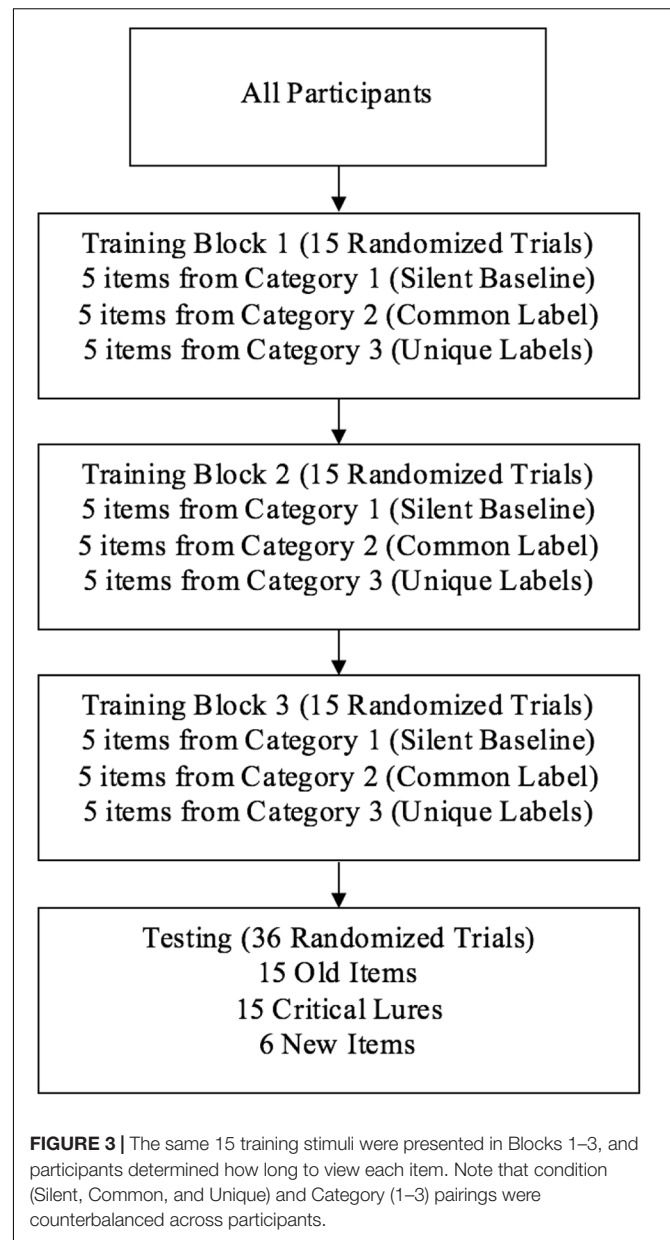 All Participants
Training Block 1 (15 Randomized Trials)
5 items from Category 1 (Silent Baseline)
5 items from Category 2 (Common Label)
5 items from Category 3 (Unique Labels)
Training Block 2 (15 Randomized Trials)
5 items from Category 1 (Silent Baseline)
5 items from Category 2 (Common Label)
5 items from Category 3 (Unique Labels)
Training Block 3 (15 Randomized Trials)
5 items from Category 1 (Silent Baseline)
5 items from Category 2 (Common Label)
5 items from Category 3 (Unique Labels)
Testing (36 Randomized Trials)
15 Old Items
15 Critical Lures
6 New Items
FIGURE 3 | The same 15 training stimuli were presented in Blocks 1–3, and
participants determined how long to view each item. Note that condition
(Silent, Common, and Unique) and Category (1–3) pairings were
counterbalanced across participants.